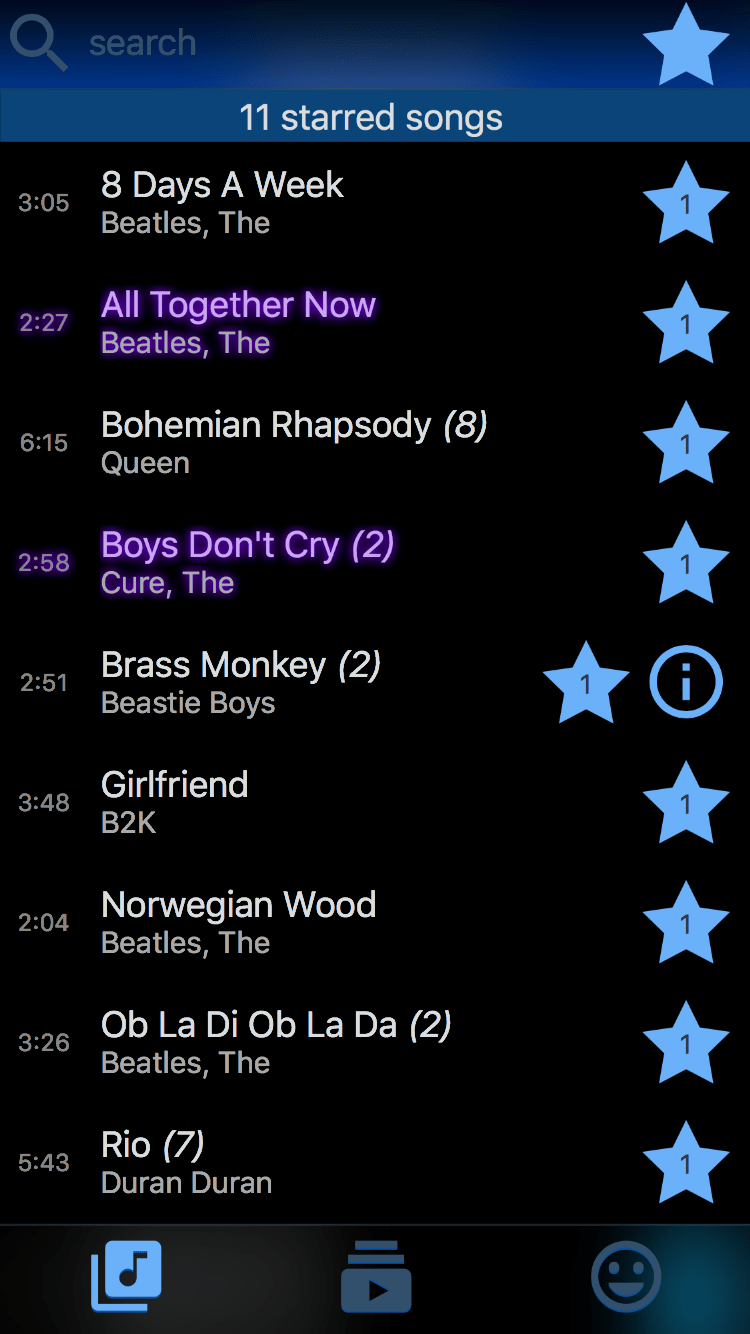 search
11 starred songs
3:05
8 Days A Week
Beatles, The
1
2:27
All Together Now
Beatles, The
1
6:15
Bohemian Rhapsody (8)
Queen
1
2:58
Boys Don't Cry (2)
Cure, The
1
2:51
Brass Monkey (2)
Beastie Boys
1
3:48
Girlfriend
B2K
1
2:04
Norwegian Wood
Beatles, The
1
3:26
Ob La Di Ob La Da (2)
Beatles, The
1
5:43
Rio (7)
Duran Duran
1